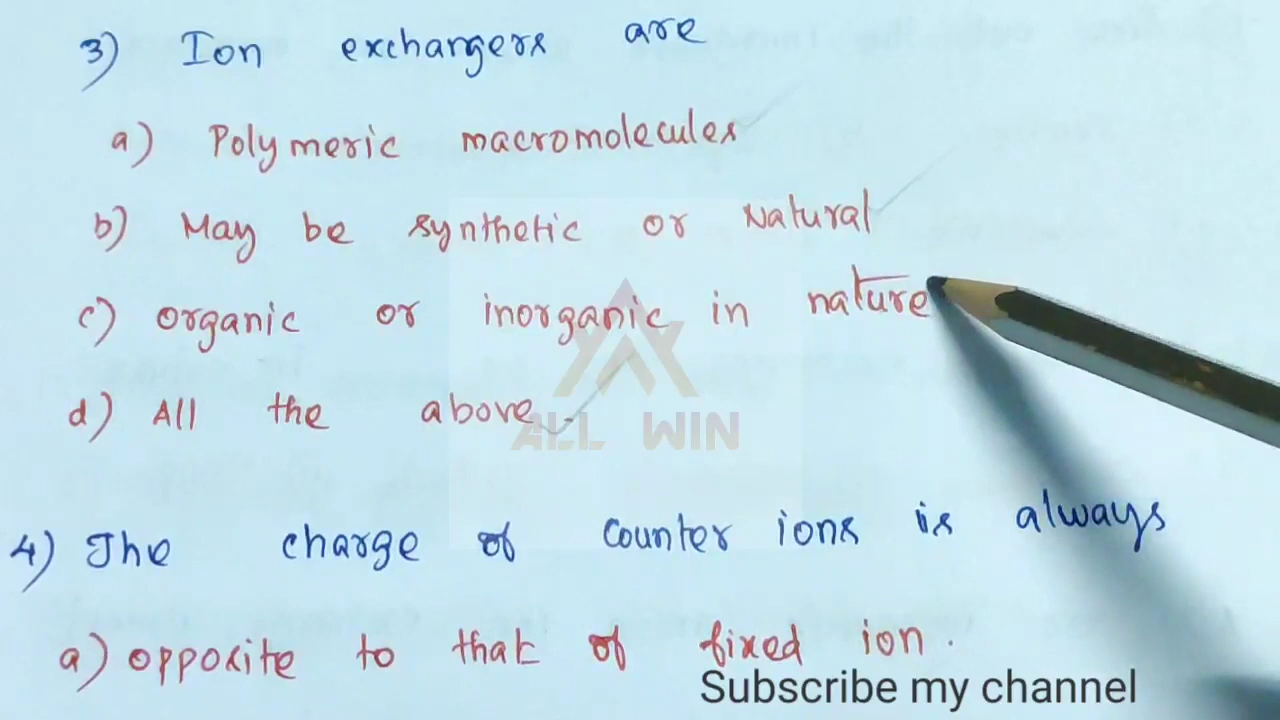 3) Ion exchangers are
a) Polymeric macromolecules
b) May be synthetic or Natural
c) organic or inorganic in nature
d) All the above
ALL WIN
4) The charge of counter ions is always
a) opposite to that of fixed ion.
Subscribe my channel